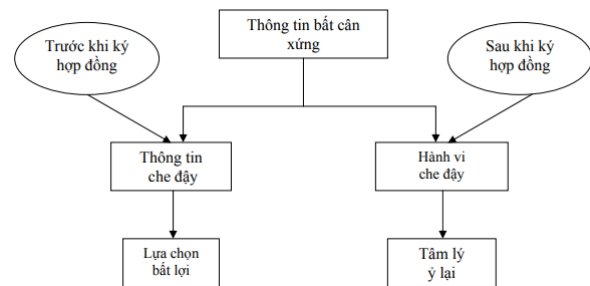 Thông tin bất cân
xứng
Trước khi ký
hợp đồng
Sau khi ký
hợp đồng
Thông tin
che đậy
Hành vi
che đậy
Lựa chọn
bất lợi
Tâm lý
ỷ lại